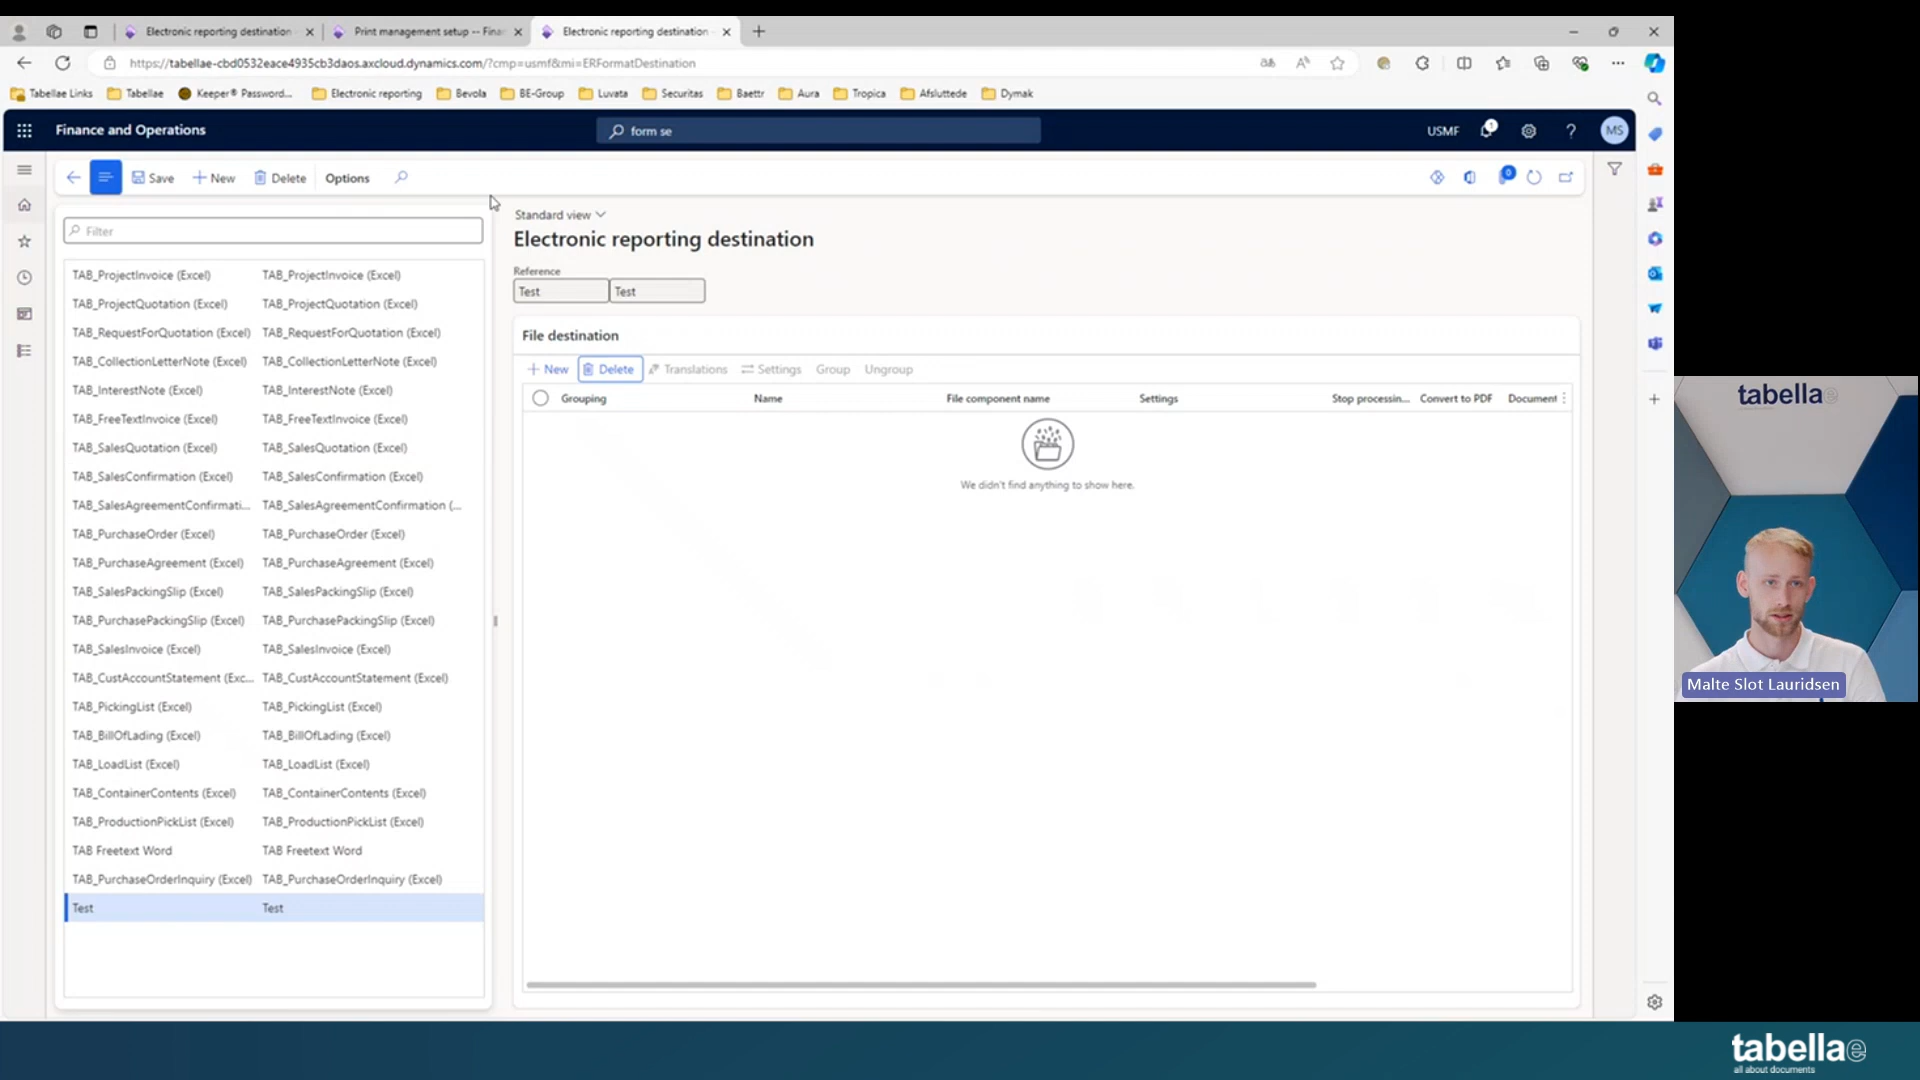 Electronic reporting destination
Print management setup -- Finan
Electronic reporting destination
https://tabellae-cbd0532eace4935cb3daos.axcloud.dynamics.com/?cmp=usmf&mi=ERFormatDestination
Tabellae Links
Tabellae
Keeper® Password...
Electronic reporting
Bevola
BE-Group
Luvata
Securitas
Baettr
Aura
Tropica
Afsluttede
Dymak
Finance and Operations
form se
USMF
1
MS
Save
New
Delete
Options
0
Filter
Standard view
Electronic reporting destination
Reference
Test Test
File destination
New Delete Translations Settings Group Ungroup
Grouping Name File component name Settings Stop processin... Convert to PDF Document
We didn't find anything to show here.
TAB_ProjectInvoice (Excel) TAB_ProjectInvoice (Excel)
TAB_ProjectQuotation (Excel) TAB_ProjectQuotation (Excel)
TAB_RequestForQuotation (Excel) TAB_RequestForQuotation (Excel)
TAB_CollectionLetterNote (Excel) TAB_CollectionLetterNote (Excel)
TAB_InterestNote (Excel) TAB_InterestNote (Excel)
TAB_FreeTextInvoice (Excel) TAB_FreeTextInvoice (Excel)
TAB_SalesQuotation (Excel) TAB_SalesQuotation (Excel)
TAB_SalesConfirmation (Excel) TAB_SalesConfirmation (Excel)
TAB_SalesAgreementConfirmati... TAB_SalesAgreementConfirmation (...
TAB_PurchaseOrder (Excel) TAB_PurchaseOrder (Excel)
TAB_PurchaseAgreement (Excel) TAB_PurchaseAgreement (Excel)
TAB_SalesPackingSlip (Excel) TAB_SalesPackingSlip (Excel)
TAB_PurchasePackingSlip (Excel) TAB_PurchasePackingSlip (Excel)
TAB_SalesInvoice (Excel) TAB_SalesInvoice (Excel)
TAB_CustAccountStatement (Exc... TAB_CustAccountStatement (Excel)
TAB_PickingList (Excel) TAB_PickingList (Excel)
TAB_BillOfLading (Excel) TAB_BillOfLading (Excel)
TAB_LoadList (Excel) TAB_LoadList (Excel)
TAB_ContainerContents (Excel) TAB_ContainerContents (Excel)
TAB_ProductionPickList (Excel) TAB_ProductionPickList (Excel)
TAB Freetext Word TAB Freetext Word
TAB_PurchaseOrderInquiry (Excel) TAB_PurchaseOrderInquiry (Excel)
Test Test
tabellae
Malte Slot Lauridsen
tabellae
all about documents